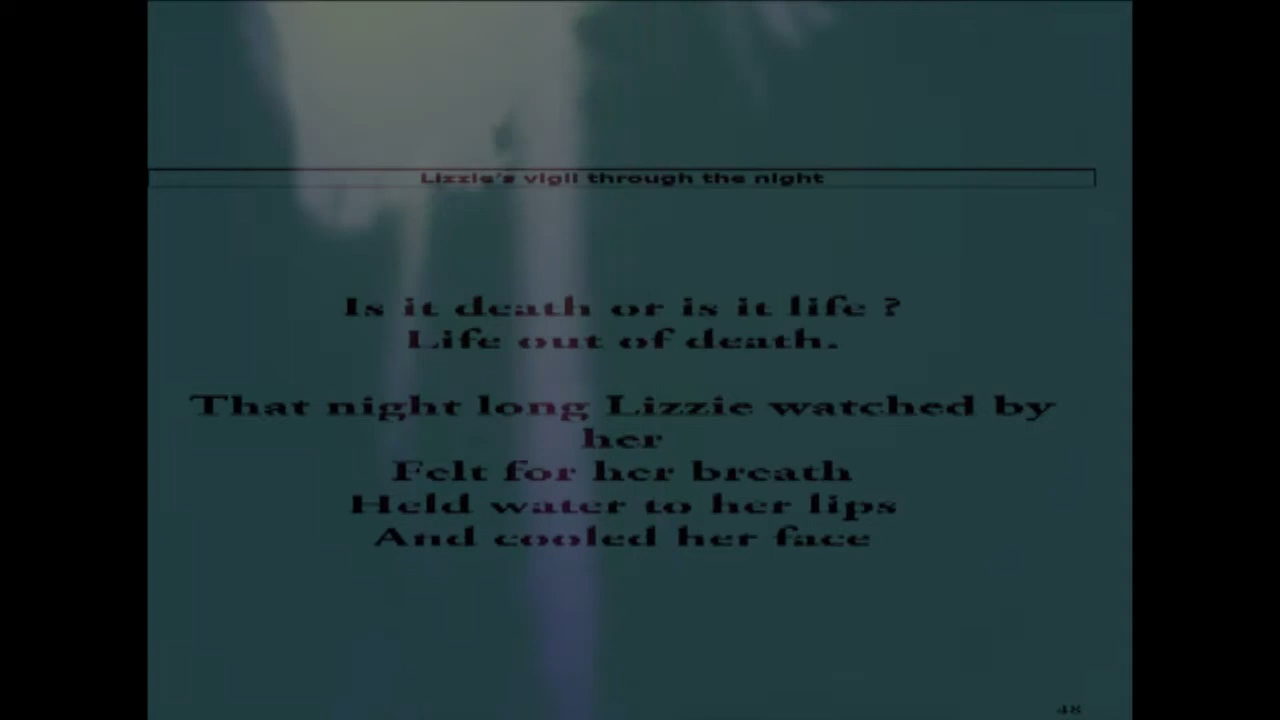 Lizzie's vigil through the night
Is it death or is it life ?
Life out of death.
That night long Lizzie watched by
her
Felt for her breath
Held water to her lips
And cooled her face
48